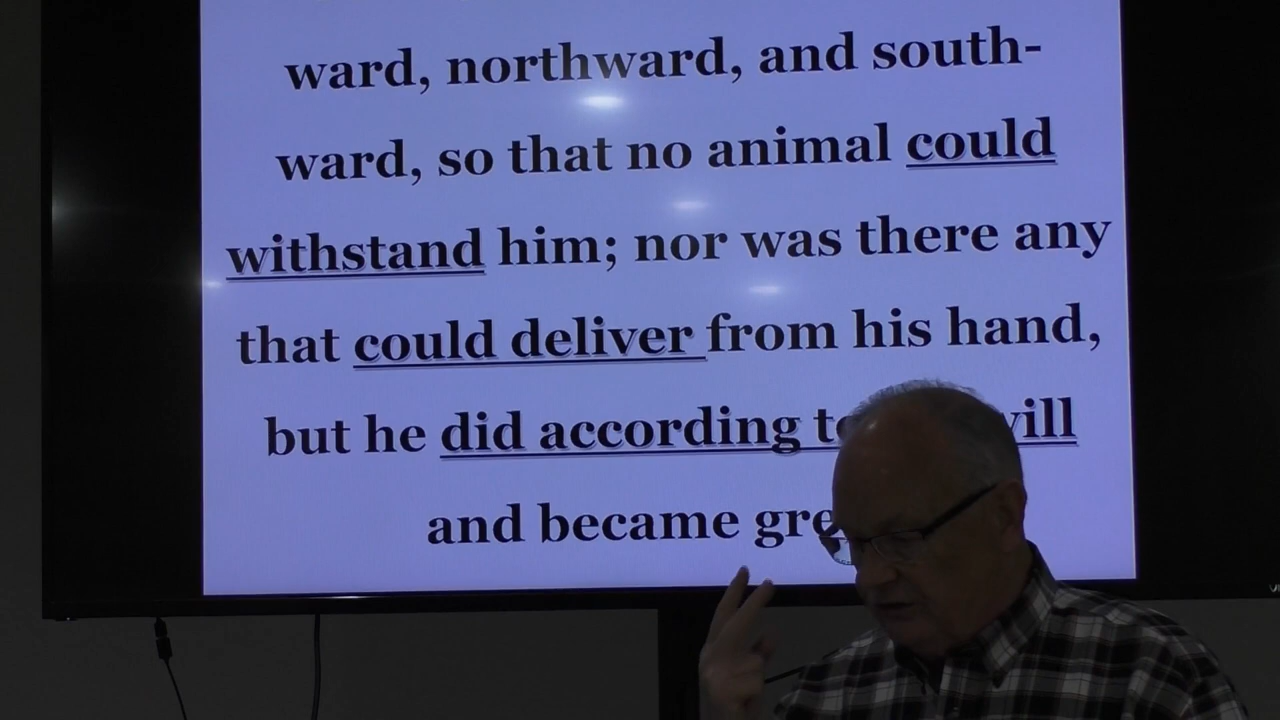 ward, northward, and south-
ward, so that no animal could
withstand him; nor was there any
that could deliver from his hand,
but he did according
and became